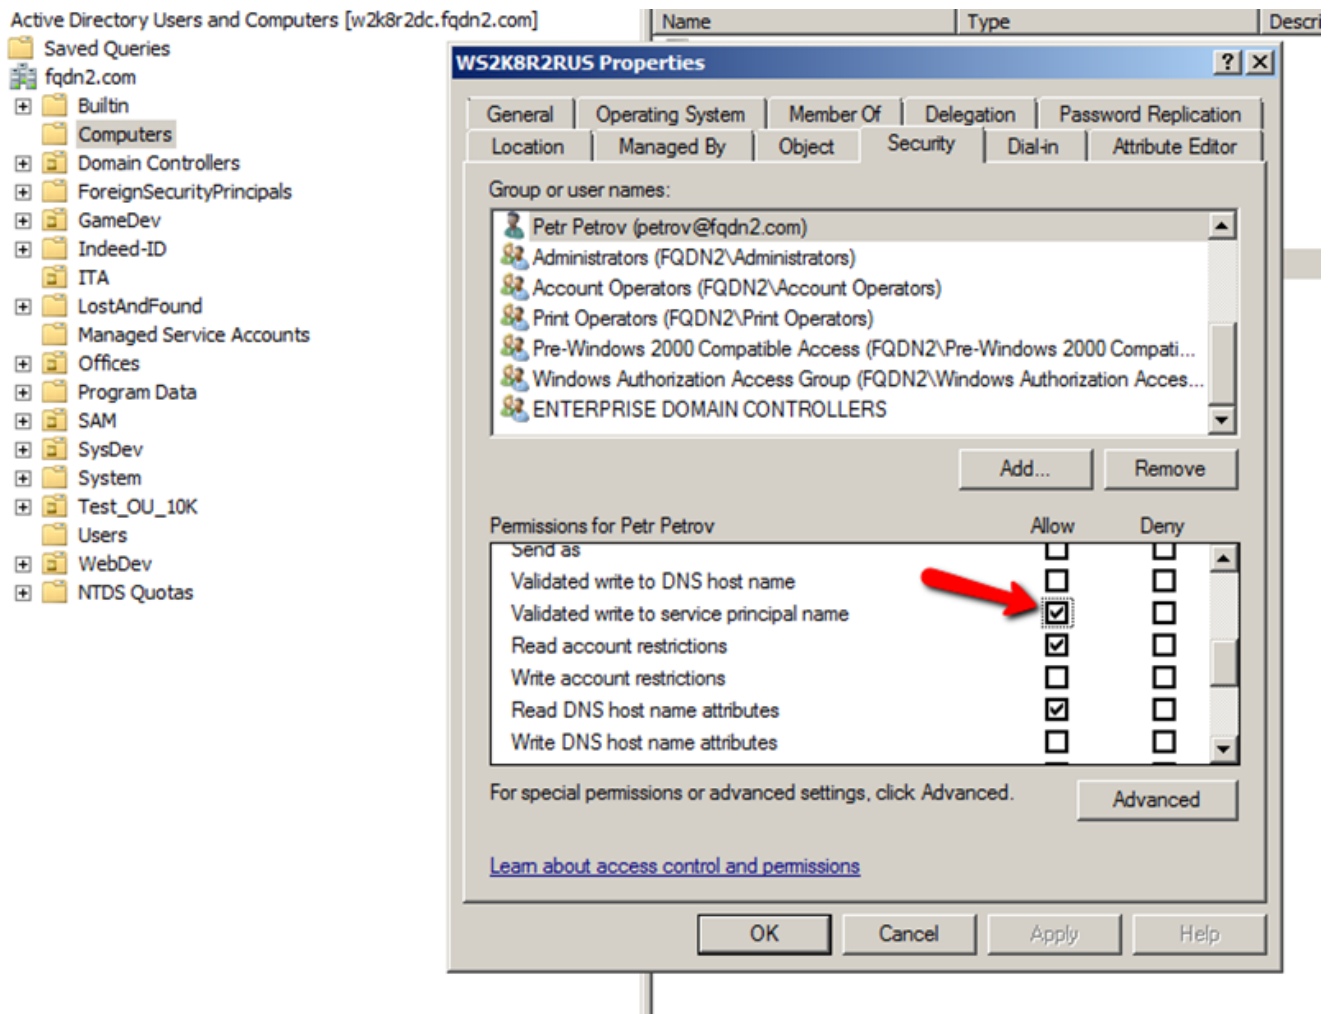 Active Directory Users and Computers [w2k8r2dc.fqdn2.com]
Saved Queries
fqdn2.com
Builtin
Computers
Domain Controllers
ForeignSecurityPrincipals
GameDev
Indeed-ID
ITA
LostAndFound
Managed Service Accounts
Offices
Program Data
SAM
SysDev
System
Test_OU_10K
Users
WebDev
NTDS Quotas
Name Type Descri
WS2K8R2RUS Properties
General Operating System Member Of Delegation Password Replication
Location Managed By Object Security Dial-in Attribute Editor
Group or user names:
Petr Petrov (petrov@fqdn2.com)
Administrators (FQDN2\Administrators)
Account Operators (FQDN2\Account Operators)
Print Operators (FQDN2\Print Operators)
Pre-Windows 2000 Compatible Access (FQDN2\Pre-Windows 2000 Compati...
Windows Authorization Access Group (FQDN2\Windows Authorization Acces...
ENTERPRISE DOMAIN CONTROLLERS
Add... Remove
Permissions for Petr Petrov Allow Deny
Send as
Validated write to DNS host name
Validated write to service principal name
Read account restrictions
Write account restrictions
Read DNS host name attributes
Write DNS host name attributes
For special permissions or advanced settings, click Advanced.
Advanced
Learn about access control and permissions
OK Cancel Apply Help